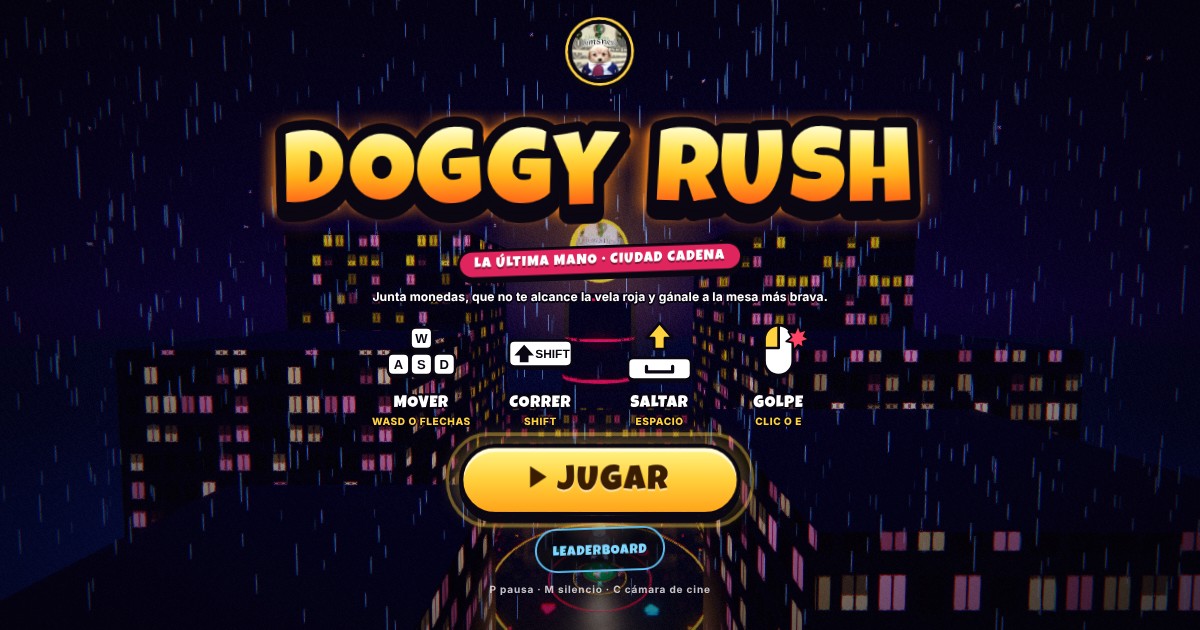 DOGGY RUSH
LA ÚLTIMA MANO · CIUDAD CADENA
Junta monedas, que no te alcance la vela roja y gánale a la mesa más brava.
W
A S D
SHIFT
MOVER
CORRER
SALTAR
GOLPE
WASD O FLECHAS
SHIFT
ESPACIO
CLIC O E
JUGAR
LEADERBOARD
P pausa · M silencio · C cámara de cine